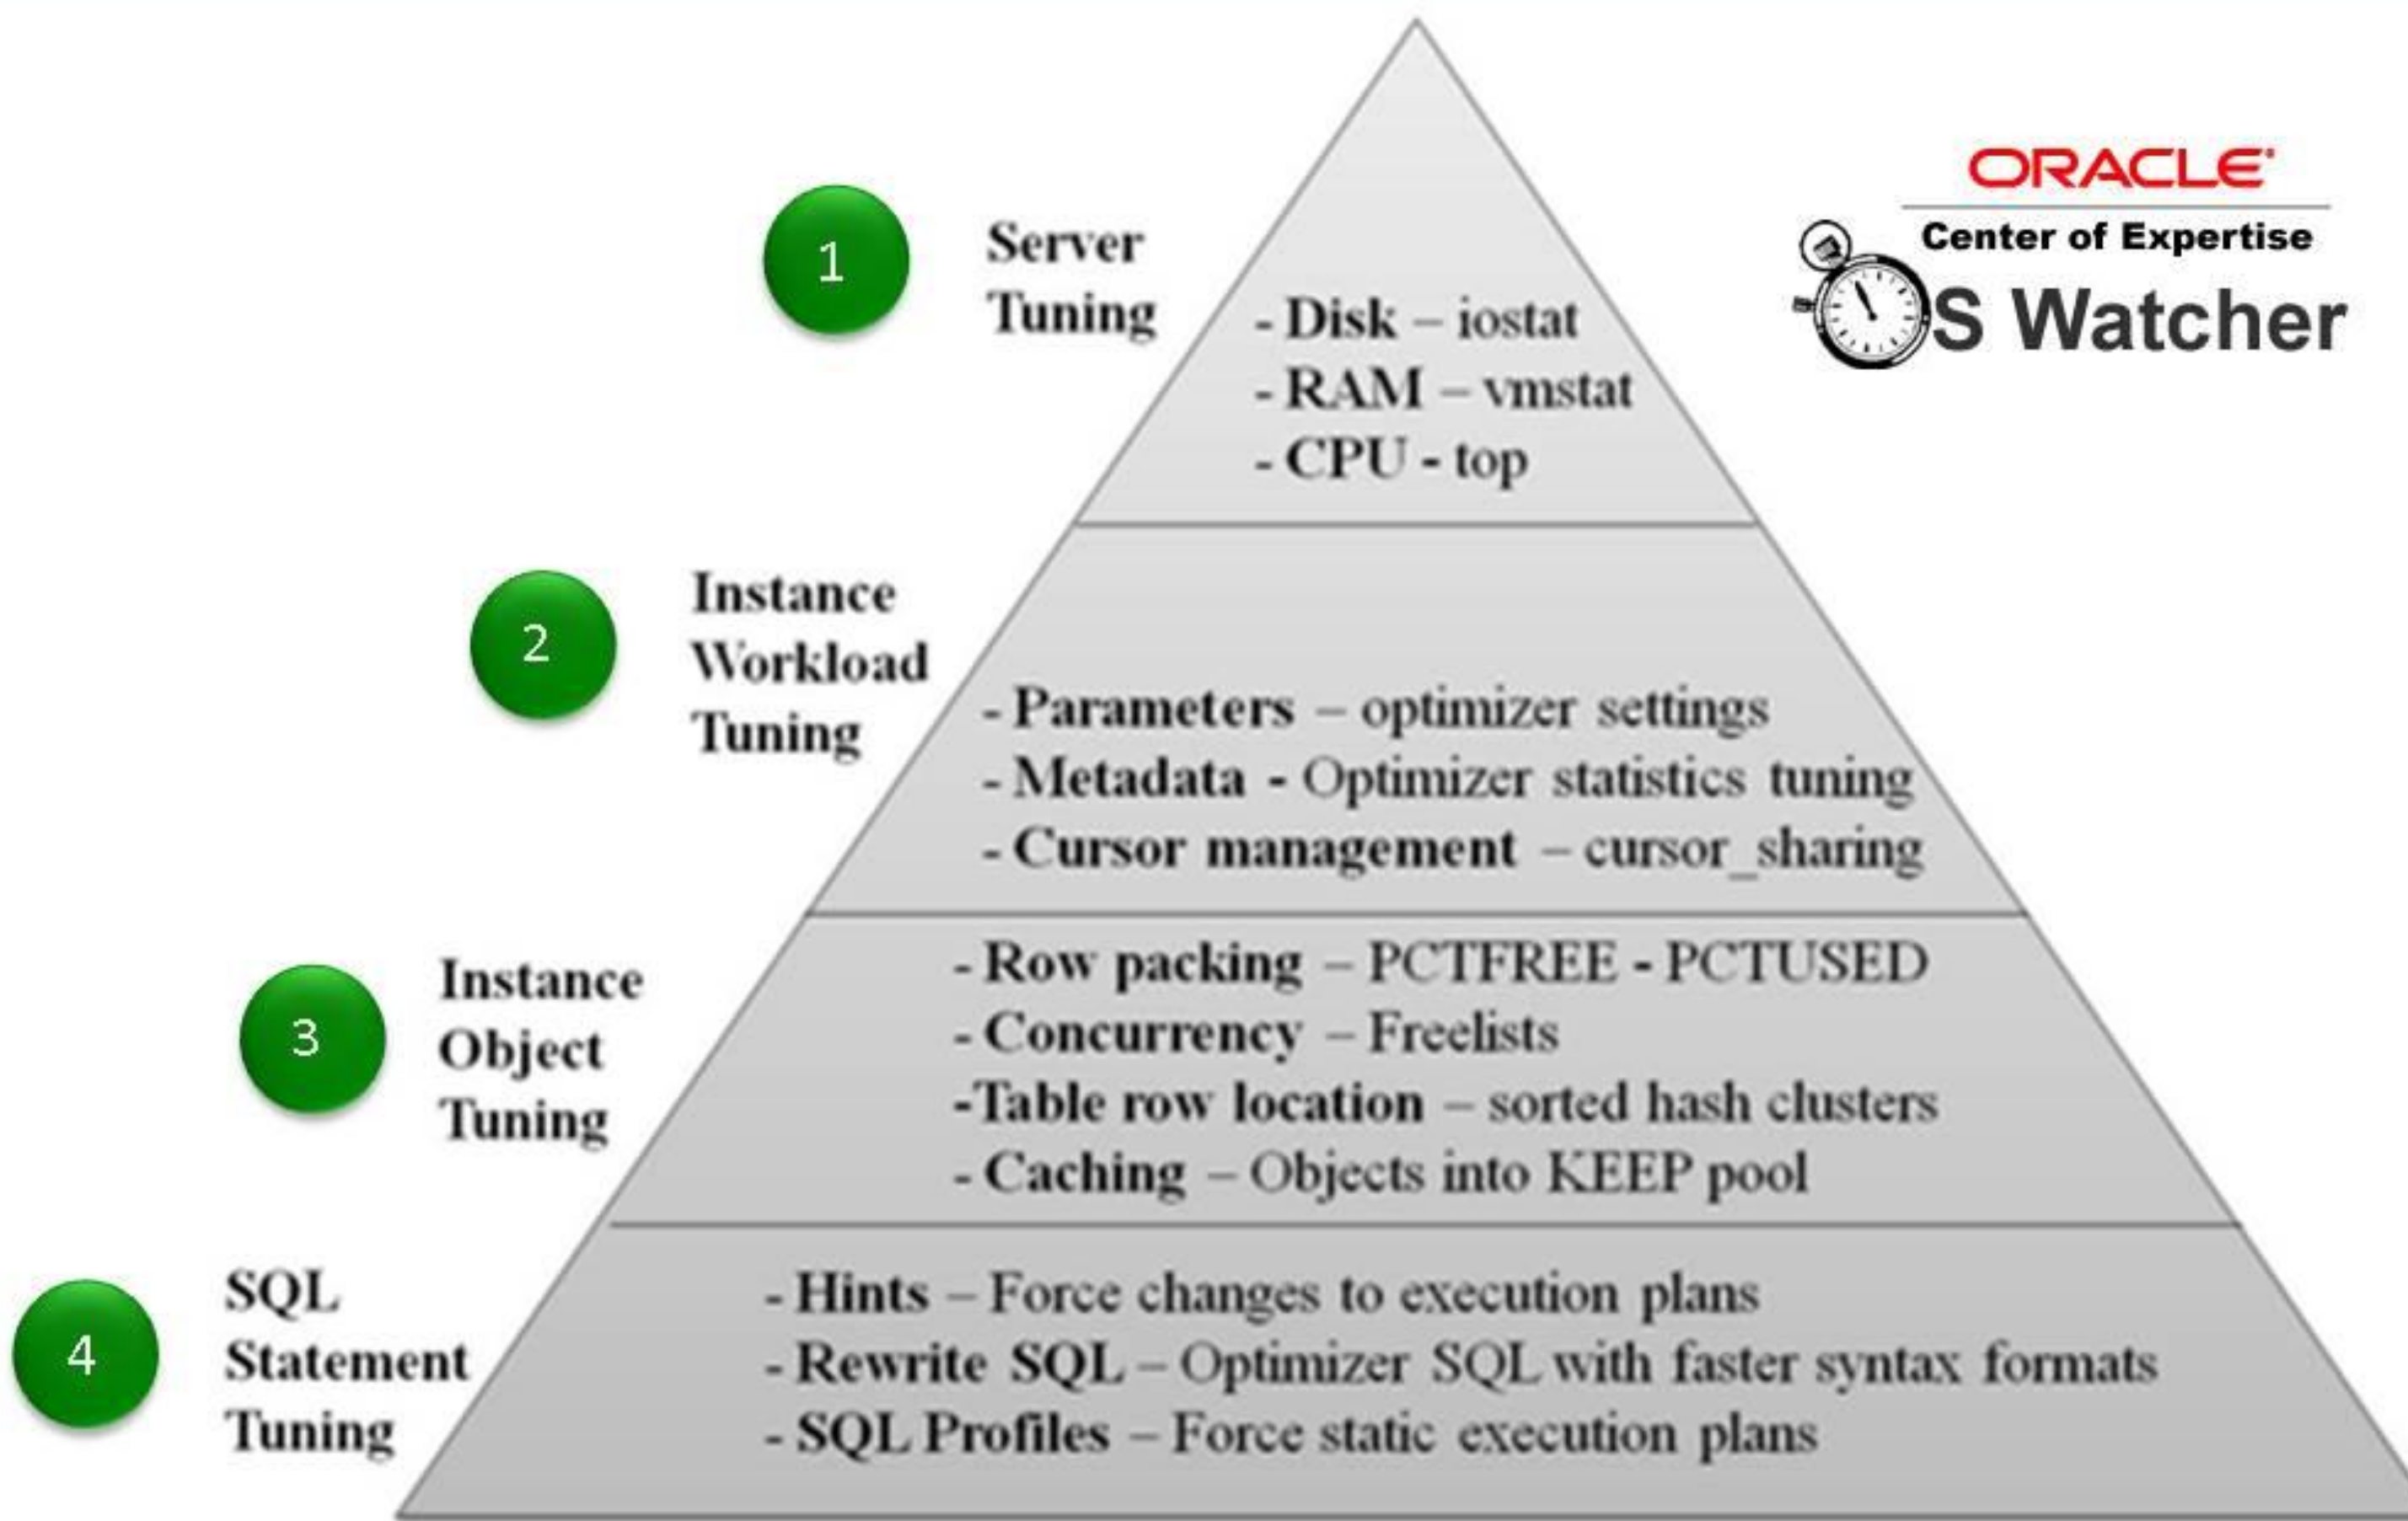 ORACLE
Center of Expertise
OS Watcher
1
Server
Tuning
- Disk – iostat
- RAM – vmstat
- CPU - top
2
Instance
Workload
Tuning
- Parameters – optimizer settings
- Metadata - Optimizer statistics tuning
- Cursor management – cursor_sharing
3
Instance
Object
Tuning
- Row packing – PCTFREE - PCTUSED
- Concurrency – Freelists
-Table row location – sorted hash clusters
- Caching – Objects into KEEP pool
4
SQL
Statement
Tuning
- Hints – Force changes to execution plans
- Rewrite SQL – Optimizer SQL with faster syntax formats
- SQL Profiles – Force static execution plans